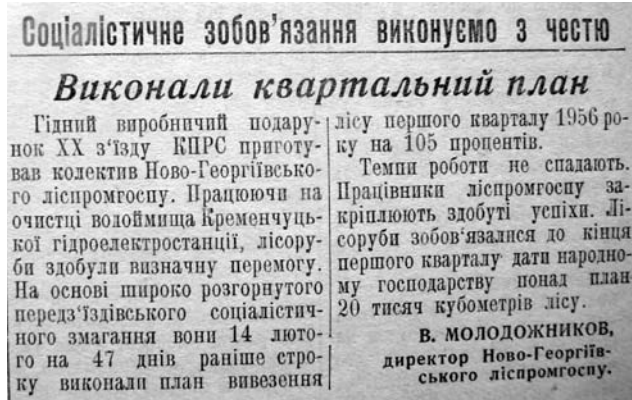 Соціалістичне зобов'язання виконуємо з честю
Виконали квартальний план
Гідний виробничий подару-
нок XX з'їзду КПРС приготу-
вав колектив Ново-Георгіївсько-
го ліспромгоспу. Працюючи на
очистці водоймища Кременчуць-
кої гідроелектростанції, лісору-
би здобули визначну перемогу.
На основі широко розгорнутого
передз'їздівського соціалістич-
ного змагання вони 14 люто-
го на 47 днів раніше стро-
ку виконали план вивезення
лісу першого кварталу 1956 ро-
ку на 105 процентів.
Темпи роботи не спадають.
Працівники ліспромгоспу за-
кріплюють здобуті успіхи. Лі-
соруби зобов'язалися до кінця
першого кварталу дати народно-
му господарству понад план
20 тисяч кубометрів лісу.
В. МОЛОДОЖНИКОВ,
директор Ново-Георгіїв-
ського ліспромгоспу.